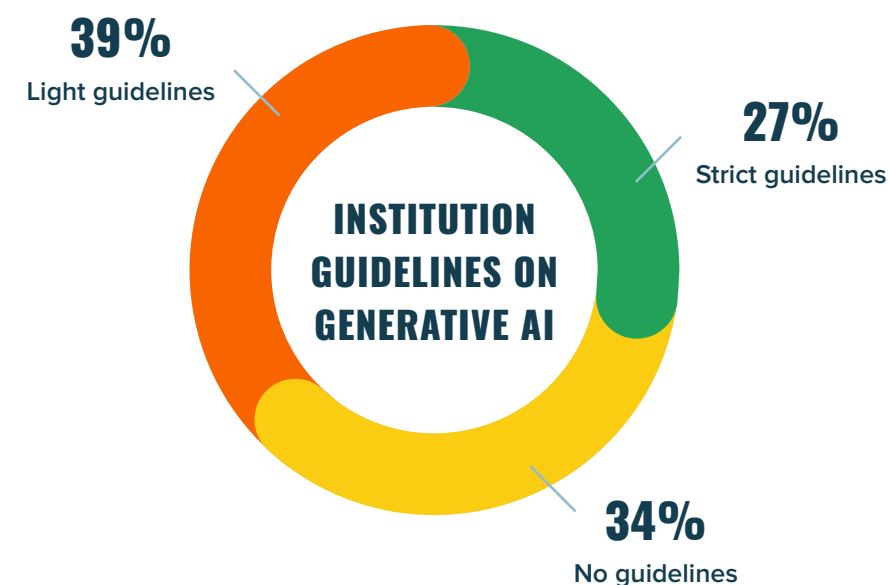 39%
Light guidelines
27%
Strict guidelines
INSTITUTION
GUIDELINES ON
GENERATIVE AI
34%
No guidelines